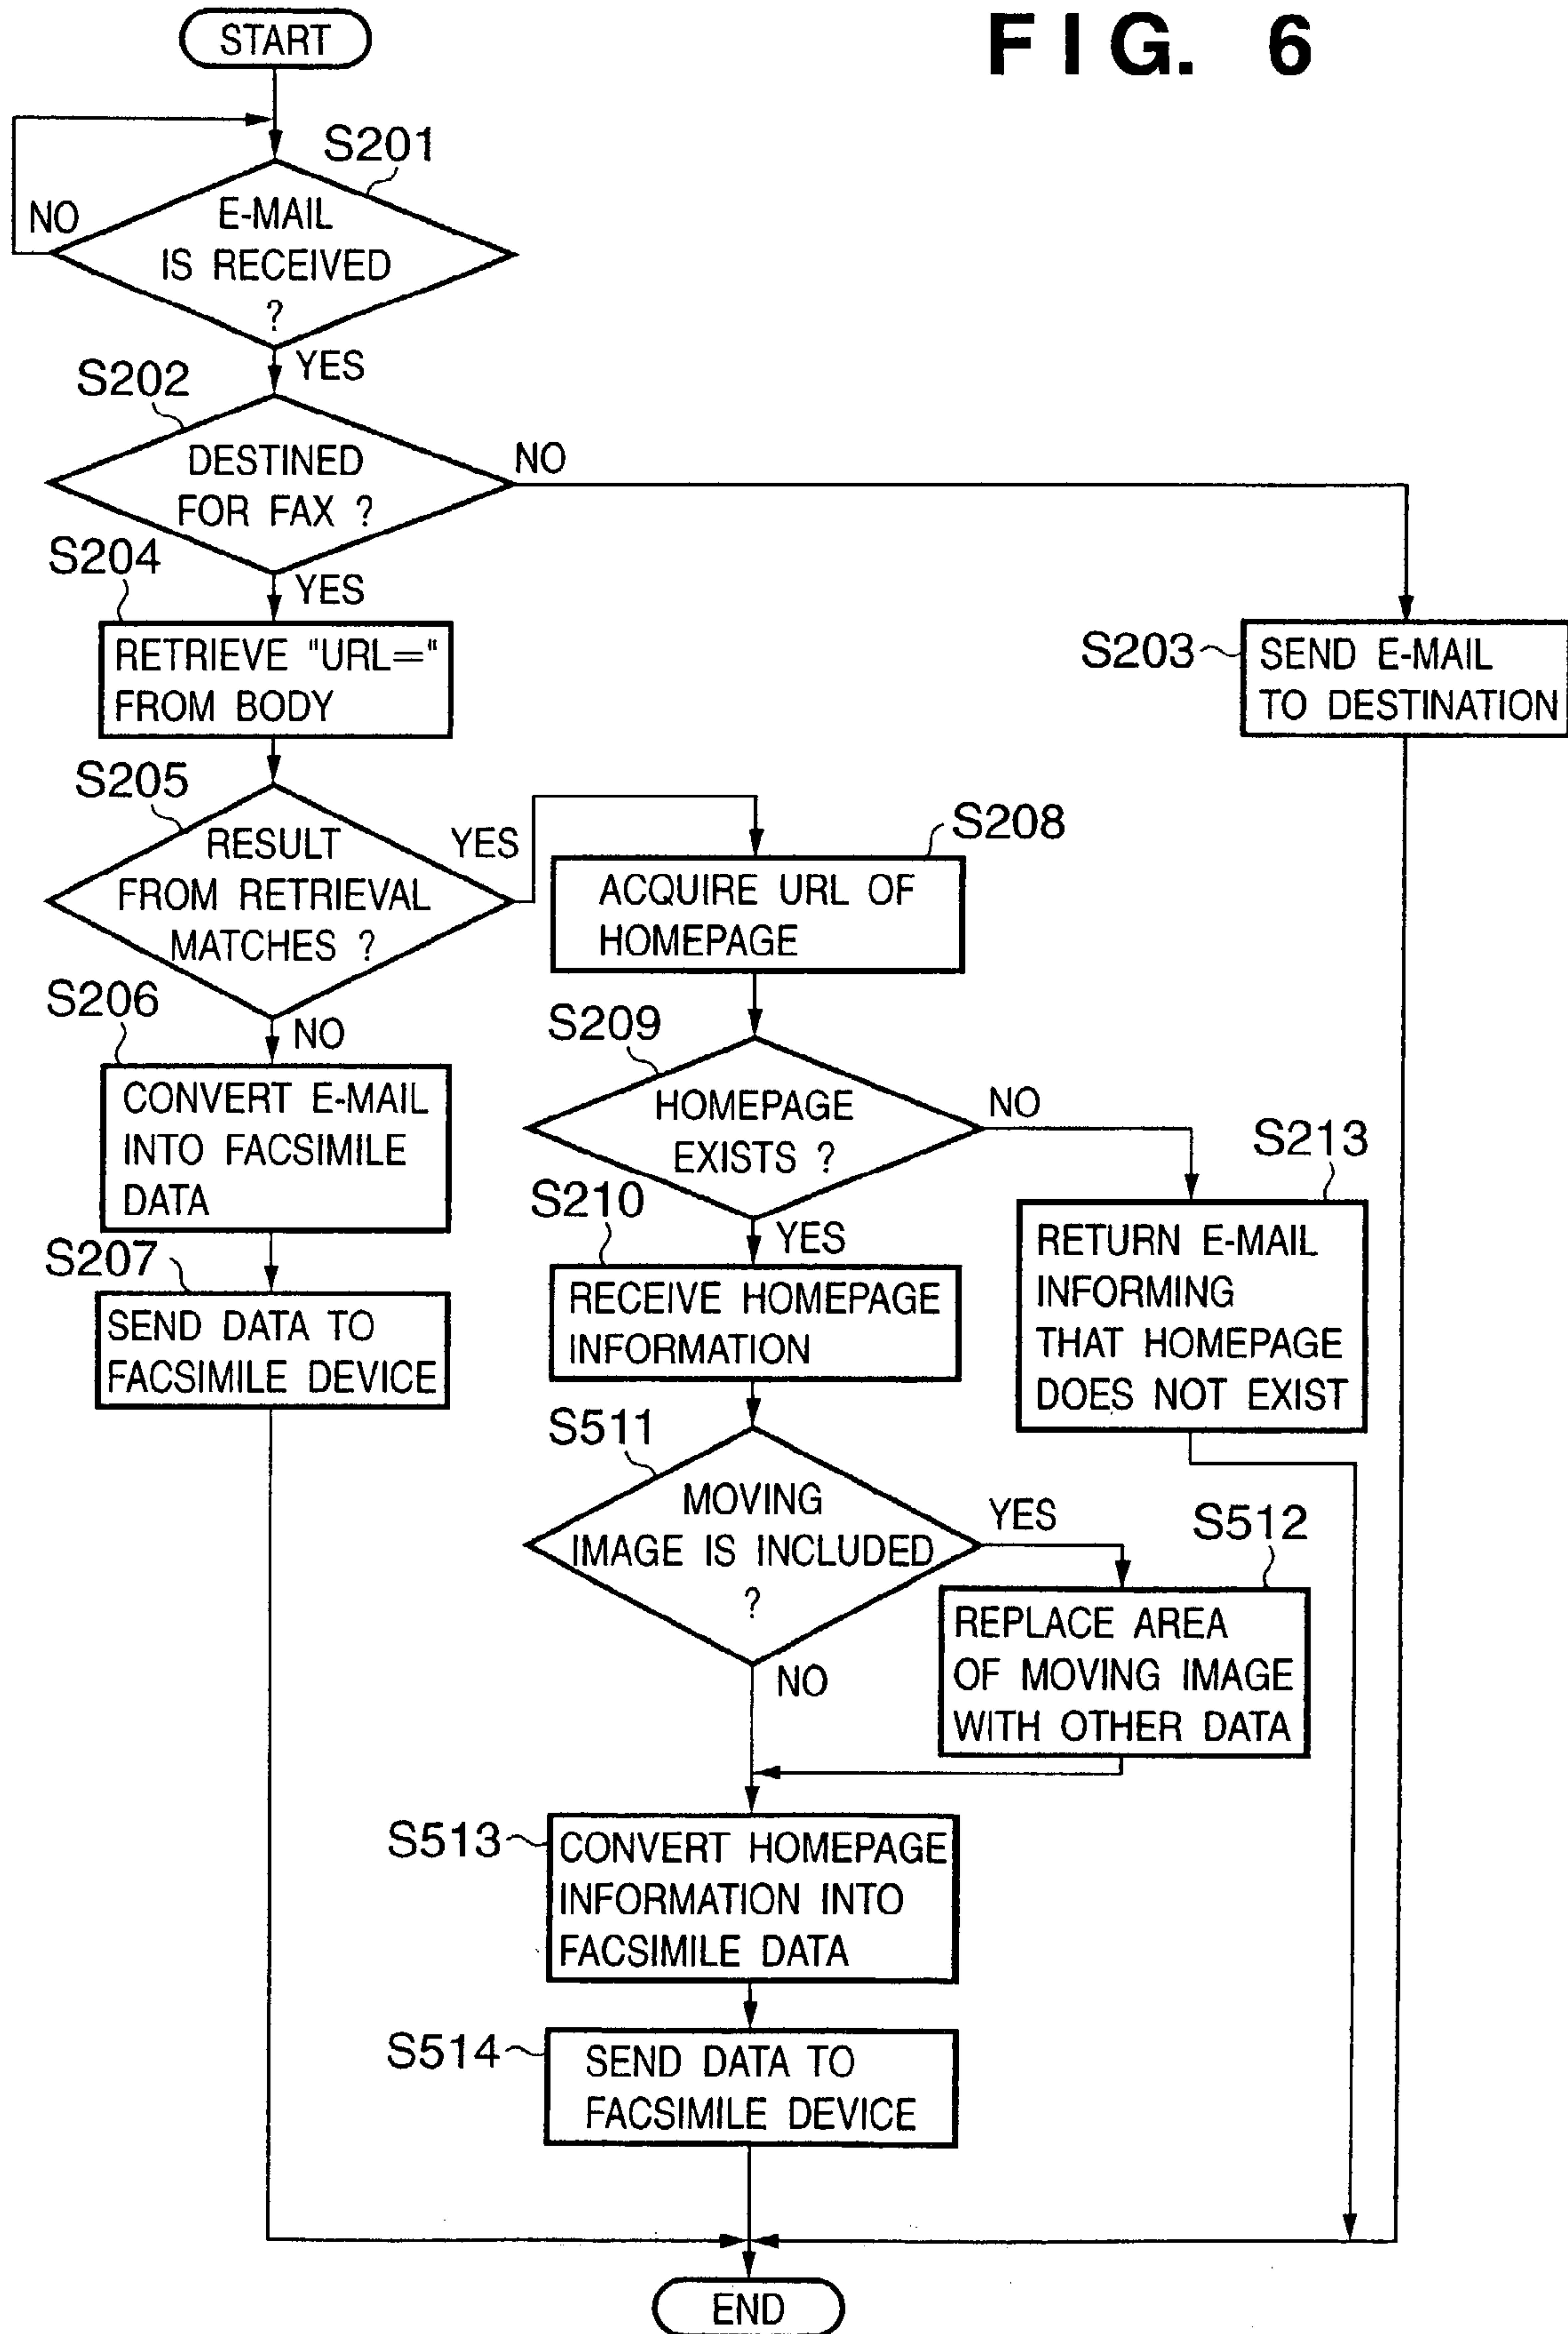 FIG. 6
START
S201
NO
E-MAIL
IS RECEIVED
?
YES
S202
DESTINED
FOR FAX ?
NO
S204
YES
RETRIEVE "URL="
FROM BODY
S203
SEND E-MAIL
TO DESTINATION
S205
RESULT
FROM RETRIEVAL
MATCHES ?
YES
S208
ACQUIRE URL OF
HOMEPAGE
S206
NO
CONVERT E-MAIL
INTO FACSIMILE
DATA
S209
HOMEPAGE
EXISTS ?
NO
S213
RETURN E-MAIL
INFORMING
THAT HOMEPAGE
DOES NOT EXIST
S207
SEND DATA TO
FACSIMILE DEVICE
S210
YES
RECEIVE HOMEPAGE
INFORMATION
S511
MOVING
IMAGE IS INCLUDED
?
YES
S512
REPLACE AREA
OF MOVING IMAGE
WITH OTHER DATA
NO
S513
CONVERT HOMEPAGE
INFORMATION INTO
FACSIMILE DATA
S514
SEND DATA TO
FACSIMILE DEVICE
END